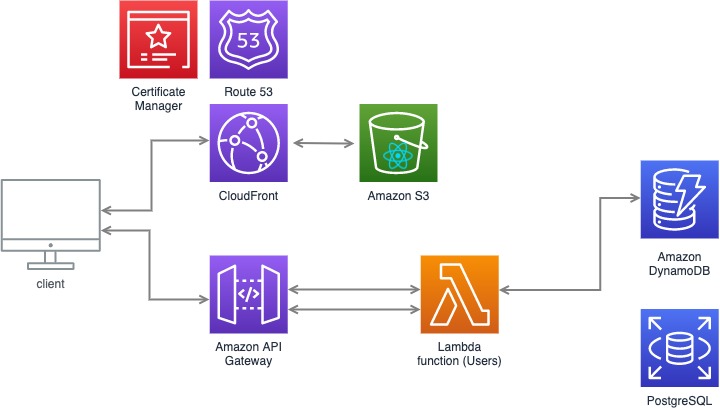 53
Certificate
Manager
Route 53
CloudFront
Amazon S3
client
</>
Amazon API
Gateway
Lambda
function (Users)
Amazon
DynamoDB
PostgreSQL